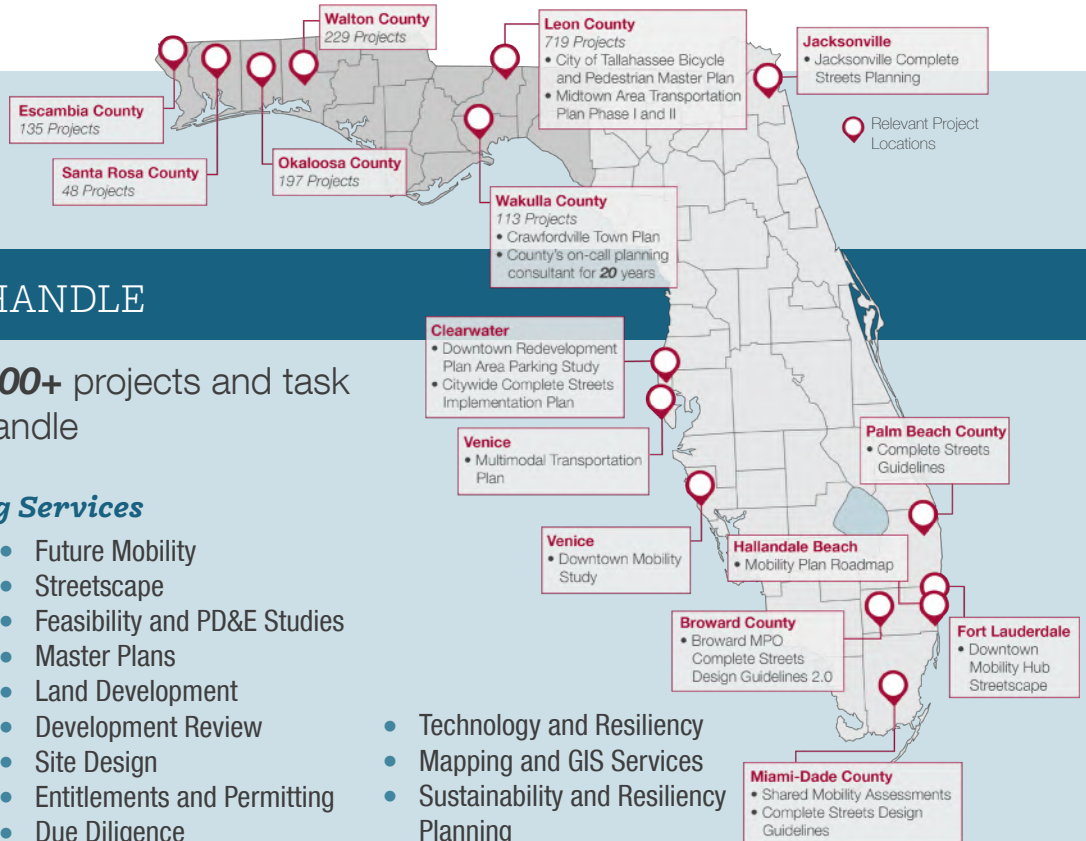 Walton County
229 Projects
Leon County
719 Projects
• City of Tallahassee Bicycle
and Pedestrian Master Plan
• Midtown Area Transportation
Plan Phase I and II
Jacksonville
• Jacksonville Complete
Streets Planning
Relevant Project
Locations
Escambia County
135 Projects
Santa Rosa County
48 Projects
Okaloosa County
197 Projects
Wakulla County
113 Projects
• Crawfordville Town Plan
• County's on-call planning
consultant for 20 years
HANDLE
00+ projects and task
andle
Clearwater
• Downtown Redevelopment
Plan Area Parking Study
• Citywide Complete Streets
Implementation Plan
Venice
• Multimodal Transportation
Plan
Palm Beach County
• Complete Streets
Guidelines
Venice
• Downtown Mobility
Study
Hallandale Beach
• Mobility Plan Roadmap
Broward County
• Broward MPO
Complete Streets
Design Guidelines 2.0
Fort Lauderdale
• Downtown
Mobility Hub
Streetscape
Miami-Dade County
• Shared Mobility Assessments
• Complete Streets Design
Guidelines
g Services
• Future Mobility
• Streetscape
• Feasibility and PD&E Studies
• Master Plans
• Land Development
• Development Review
• Site Design
• Entitlements and Permitting
• Due Diligence
• Technology and Resiliency
• Mapping and GIS Services
• Sustainability and Resiliency
Planning